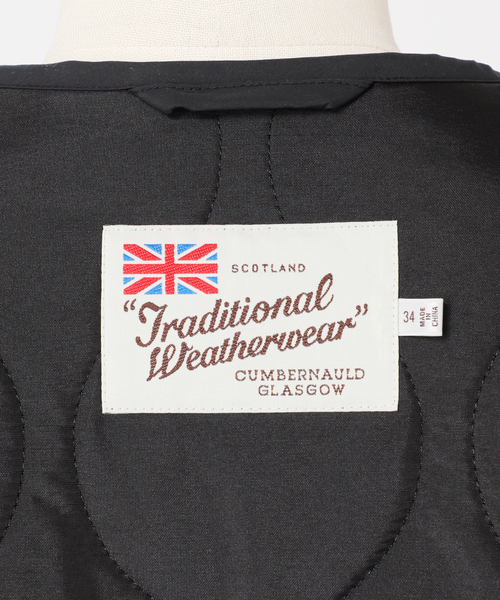 SCOTLAND
"Traditional
Weatherwear"
CUMBERNAULD
GLASGOW
34
MADE
IN
CHINA